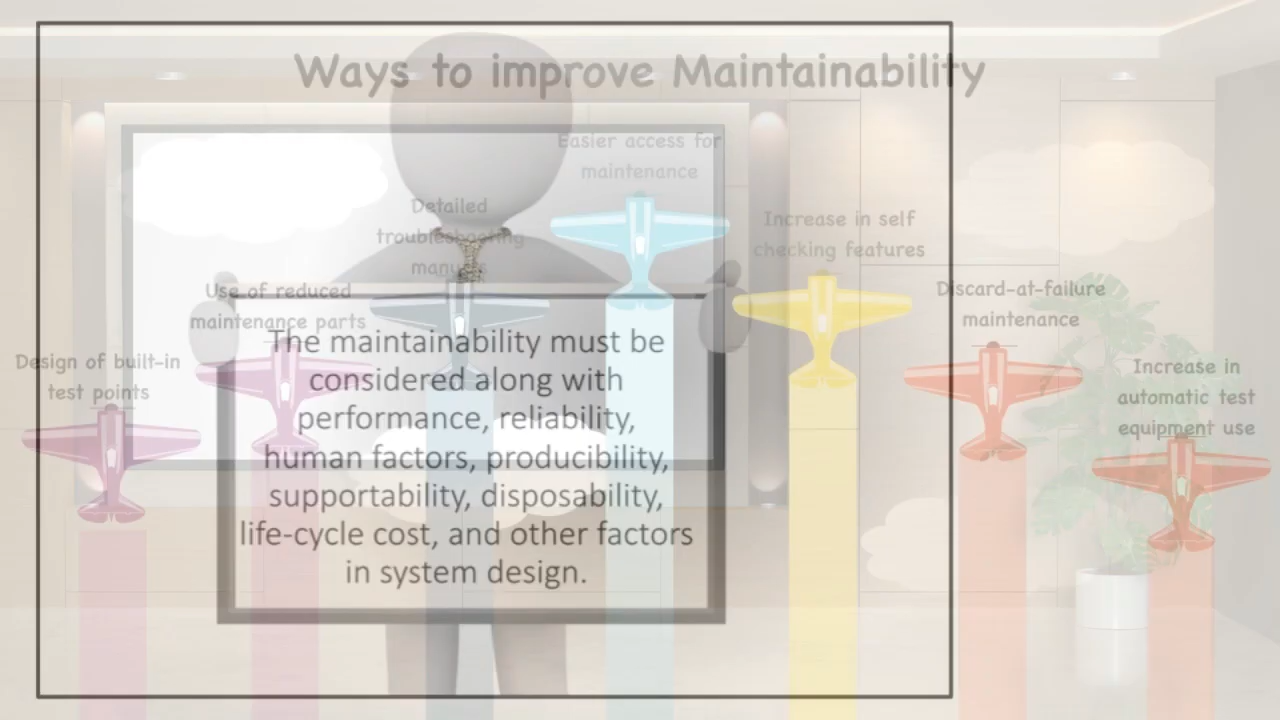 Ways to improve Maintainability
Easier access for
maintenance
Detailed
troubleshooting
manuals
Increase in self
checking features
Use of reduced
maintenance parts
Discard-at-failure
maintenance
Design of built-in
test points
Increase in
automatic test
equipment use
The maintainability must be
considered along with
performance, reliability,
human factors, producibility,
supportability, disposability,
life-cycle cost, and other factors
in system design.